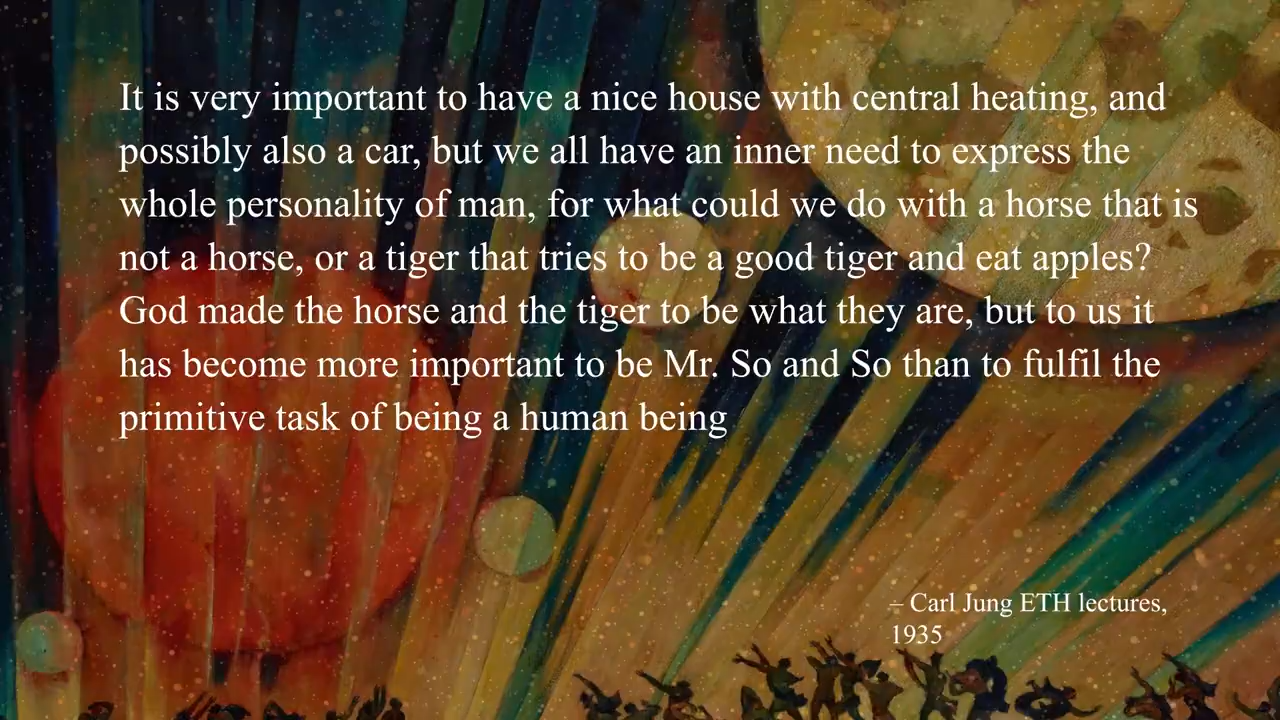 It is very important to have a nice house with central heating, and
possibly also a car, but we all have an inner need to express the
whole personality of man, for what could we do with a horse that is
not a horse, or a tiger that tries to be a good tiger and eat apples?
God made the horse and the tiger to be what they are, but to us it
has become more important to be Mr. So and So than to fulfil the
primitive task of being a human being
– Carl Jung ETH lectures,
1935